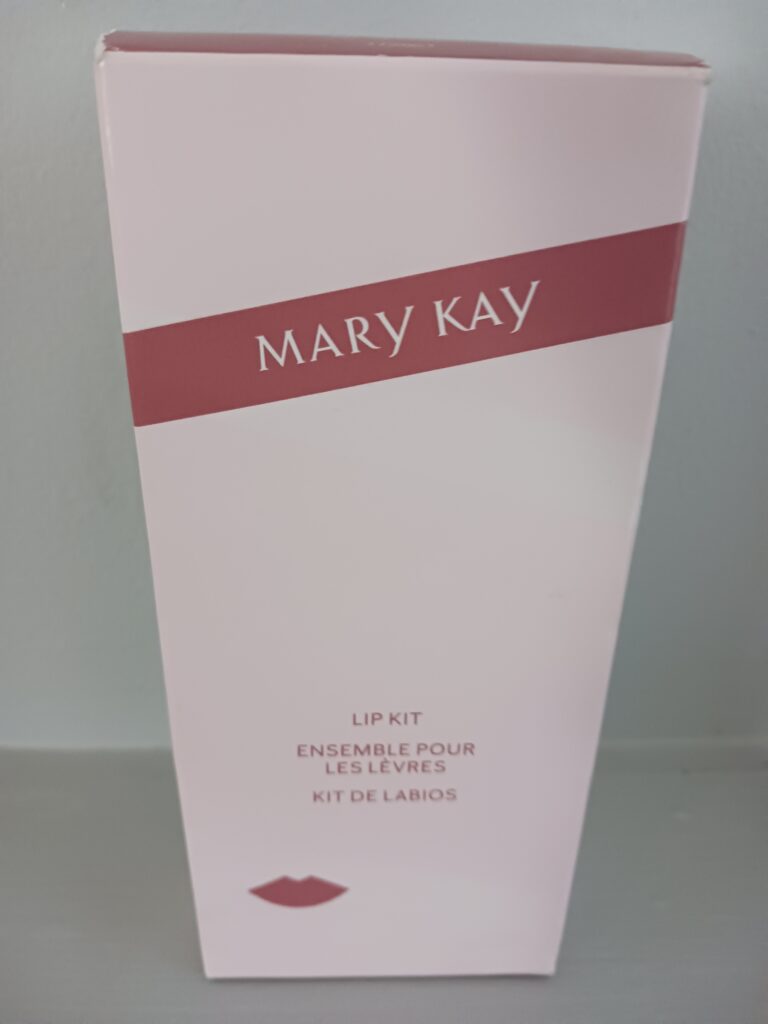 MARY KAY
LIP KIT
ENSEMBLE POUR
LES LÈVRES
KIT DE LABIOS